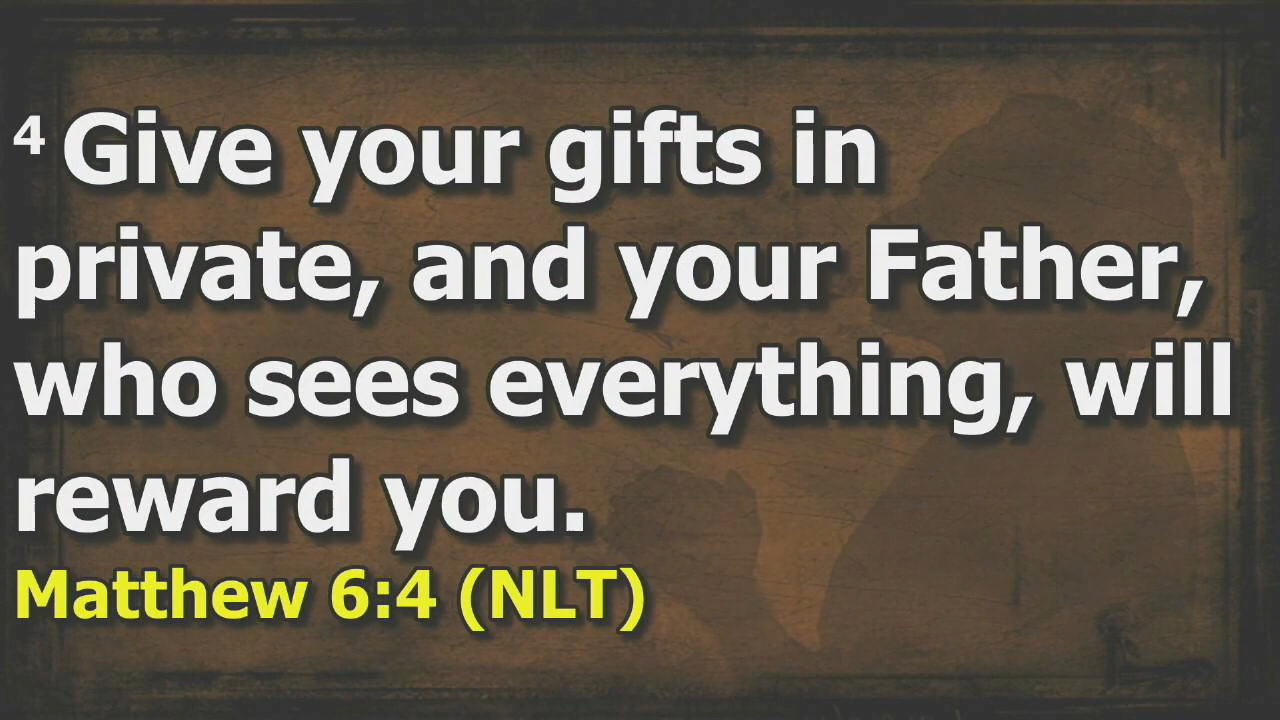 4 Give your gifts in
private, and your Father,
who sees everything, will
reward you.
Matthew 6:4 (NLT)